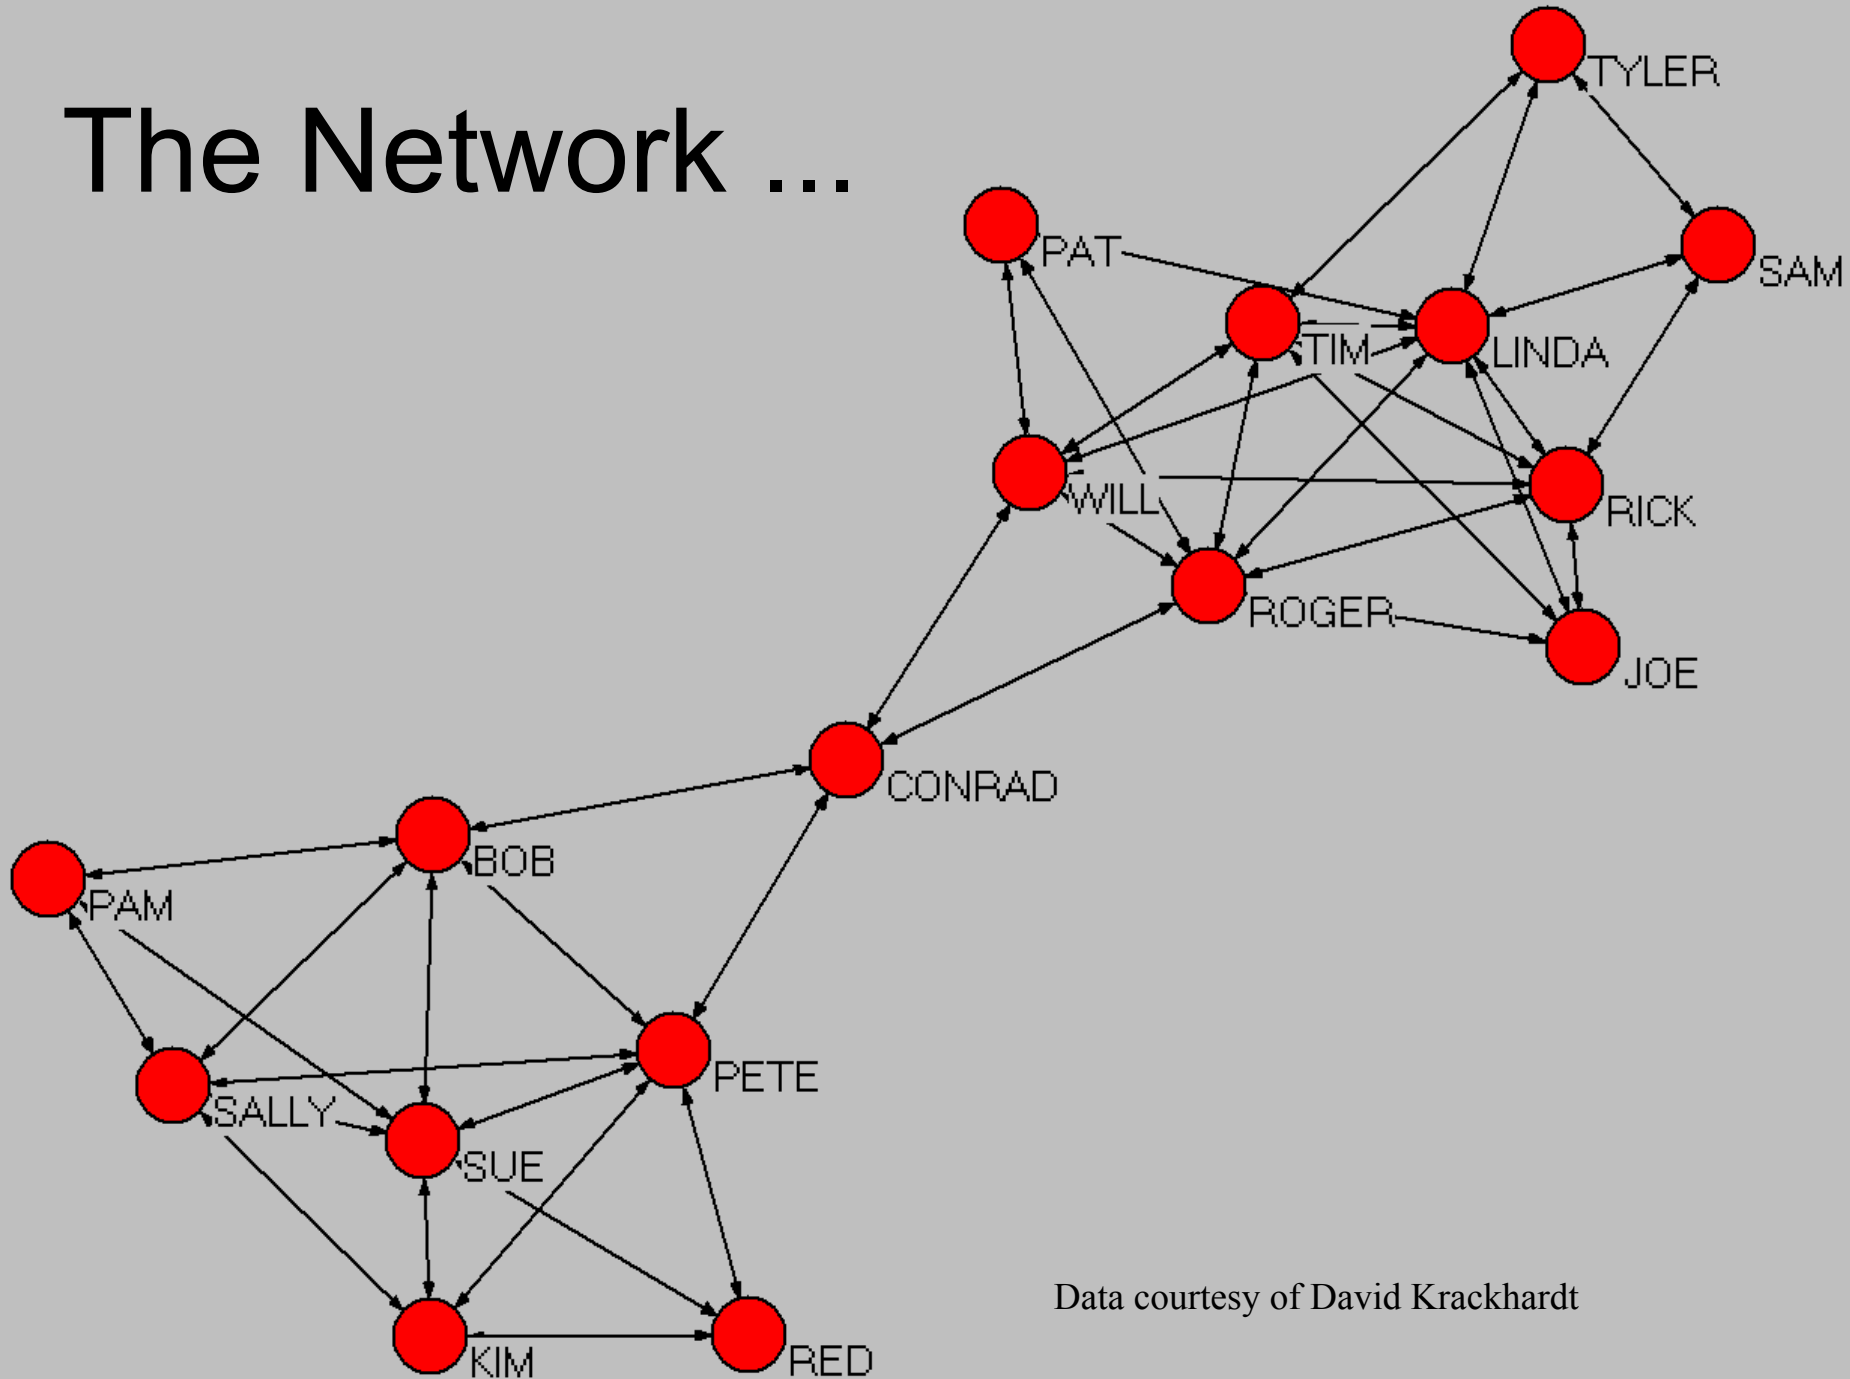 The Network ...
TYLER
PAT
SAM
TIM
LINDA
WILL
RICK
ROGER
JOE
CONRAD
BOB
PAM
PETE
SALLY
SUE
Data courtesy of David Krackhardt
KIM
RED